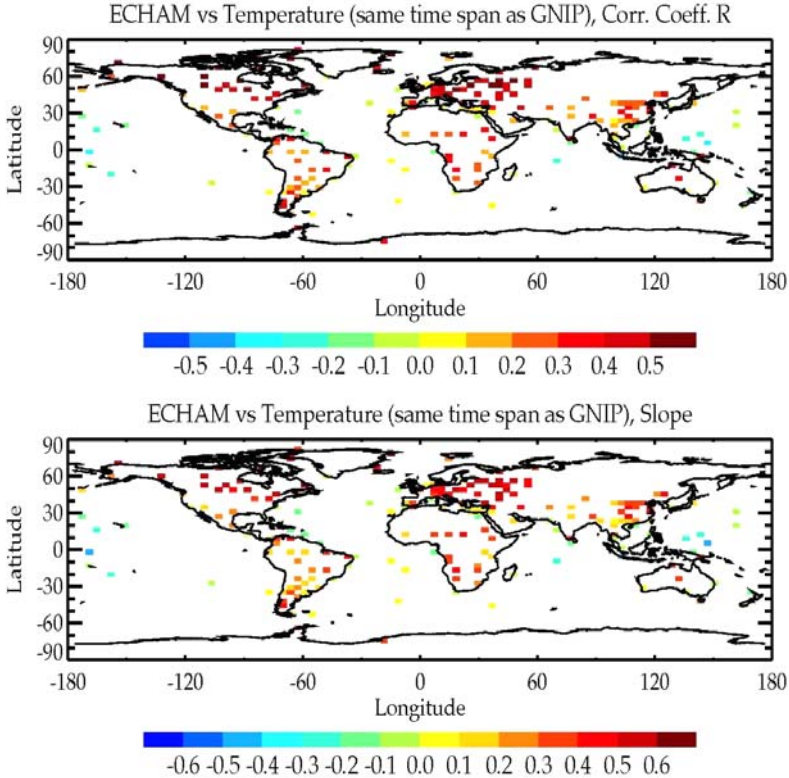 ECHAM vs Temperature (same time span as GNIP), Corr. Coeff. R
90
60
30
0
-30
-60
-90
Latitude
-180 -120 -60 0 60 120 180
Longitude
-0.5 -0.4 -0.3 -0.2 -0.1 0.0 0.1 0.2 0.3 0.4 0.5
ECHAM vs Temperature (same time span as GNIP), Slope
90
60
30
0
-30
-60
-90
Latitude
-180 -120 -60 0 60 120 180
Longitude
-0.6 -0.5 -0.4 -0.3 -0.2 -0.1 0.0 0.1 0.2 0.3 0.4 0.5 0.6